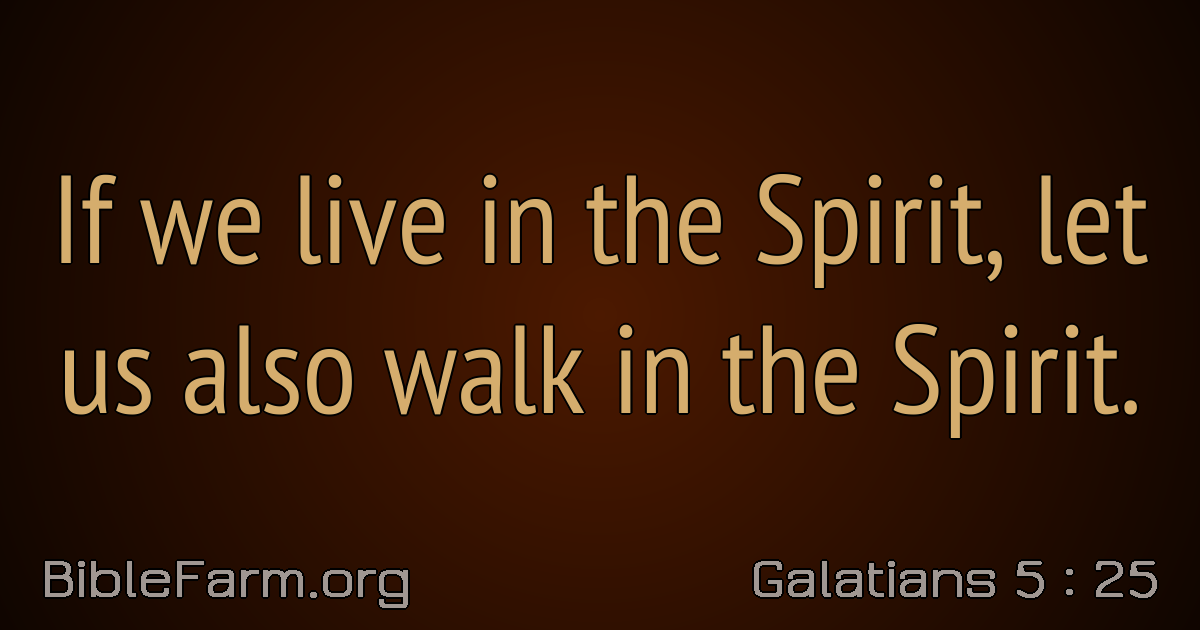 If we live in the Spirit, let
us also walk in the Spirit.
BibleFarm.org
Galatians 5 : 25